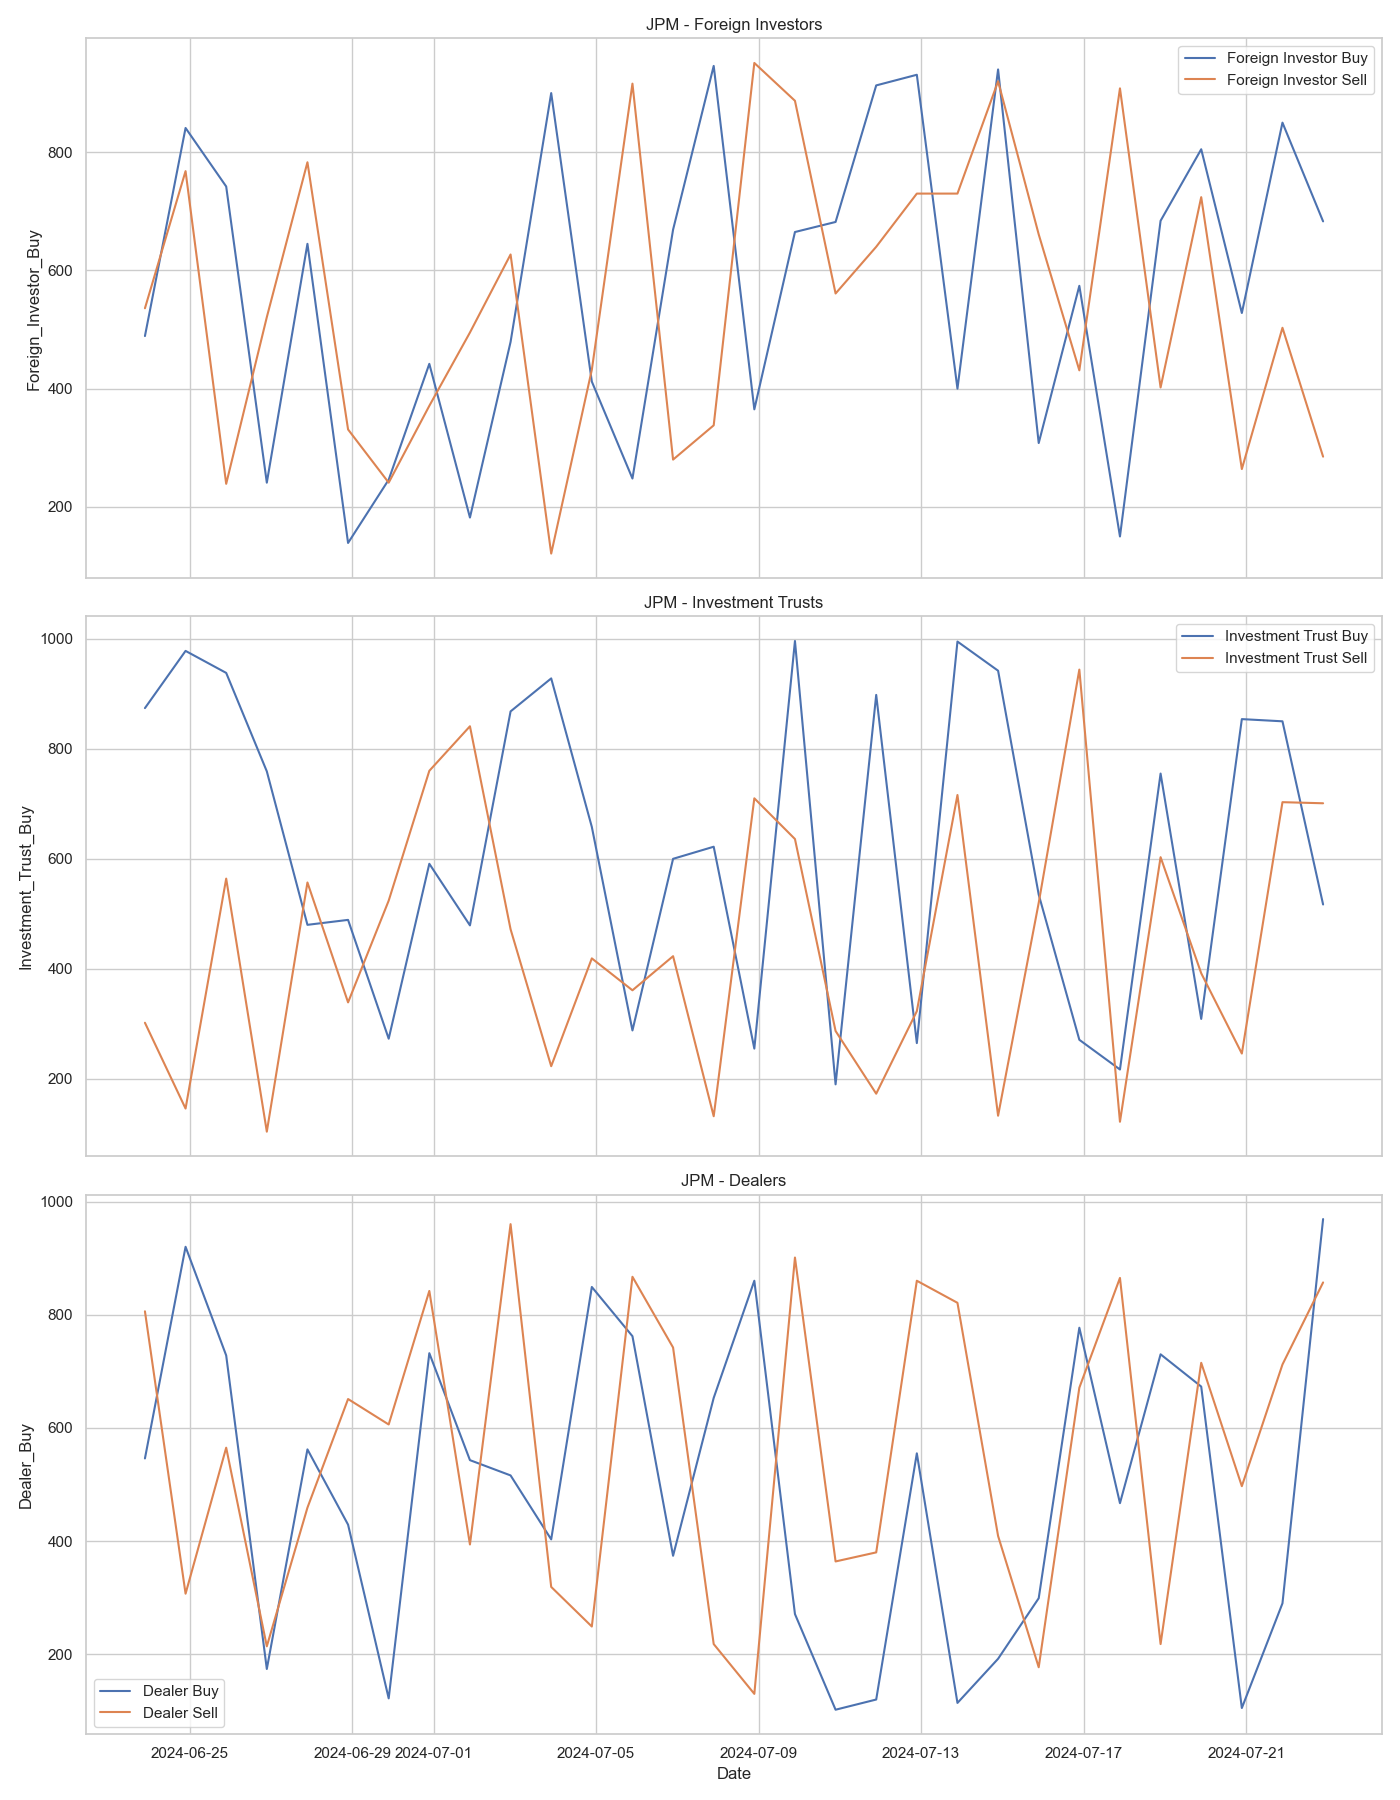 JPM - Foreign Investors
Foreign Investor Buy
Foreign Investor Sell
Foreign_Investor_Buy
800
600
400
200
JPM - Investment Trusts
Investment Trust Buy
Investment Trust Sell
Investment_Trust_Buy
1000
800
600
400
200
JPM - Dealers
Dealer_Buy
1000
800
600
400
200
Dealer Buy
Dealer Sell
2024-06-25 2024-06-29 2024-07-01 2024-07-05 2024-07-09 2024-07-13 2024-07-17 2024-07-21
Date